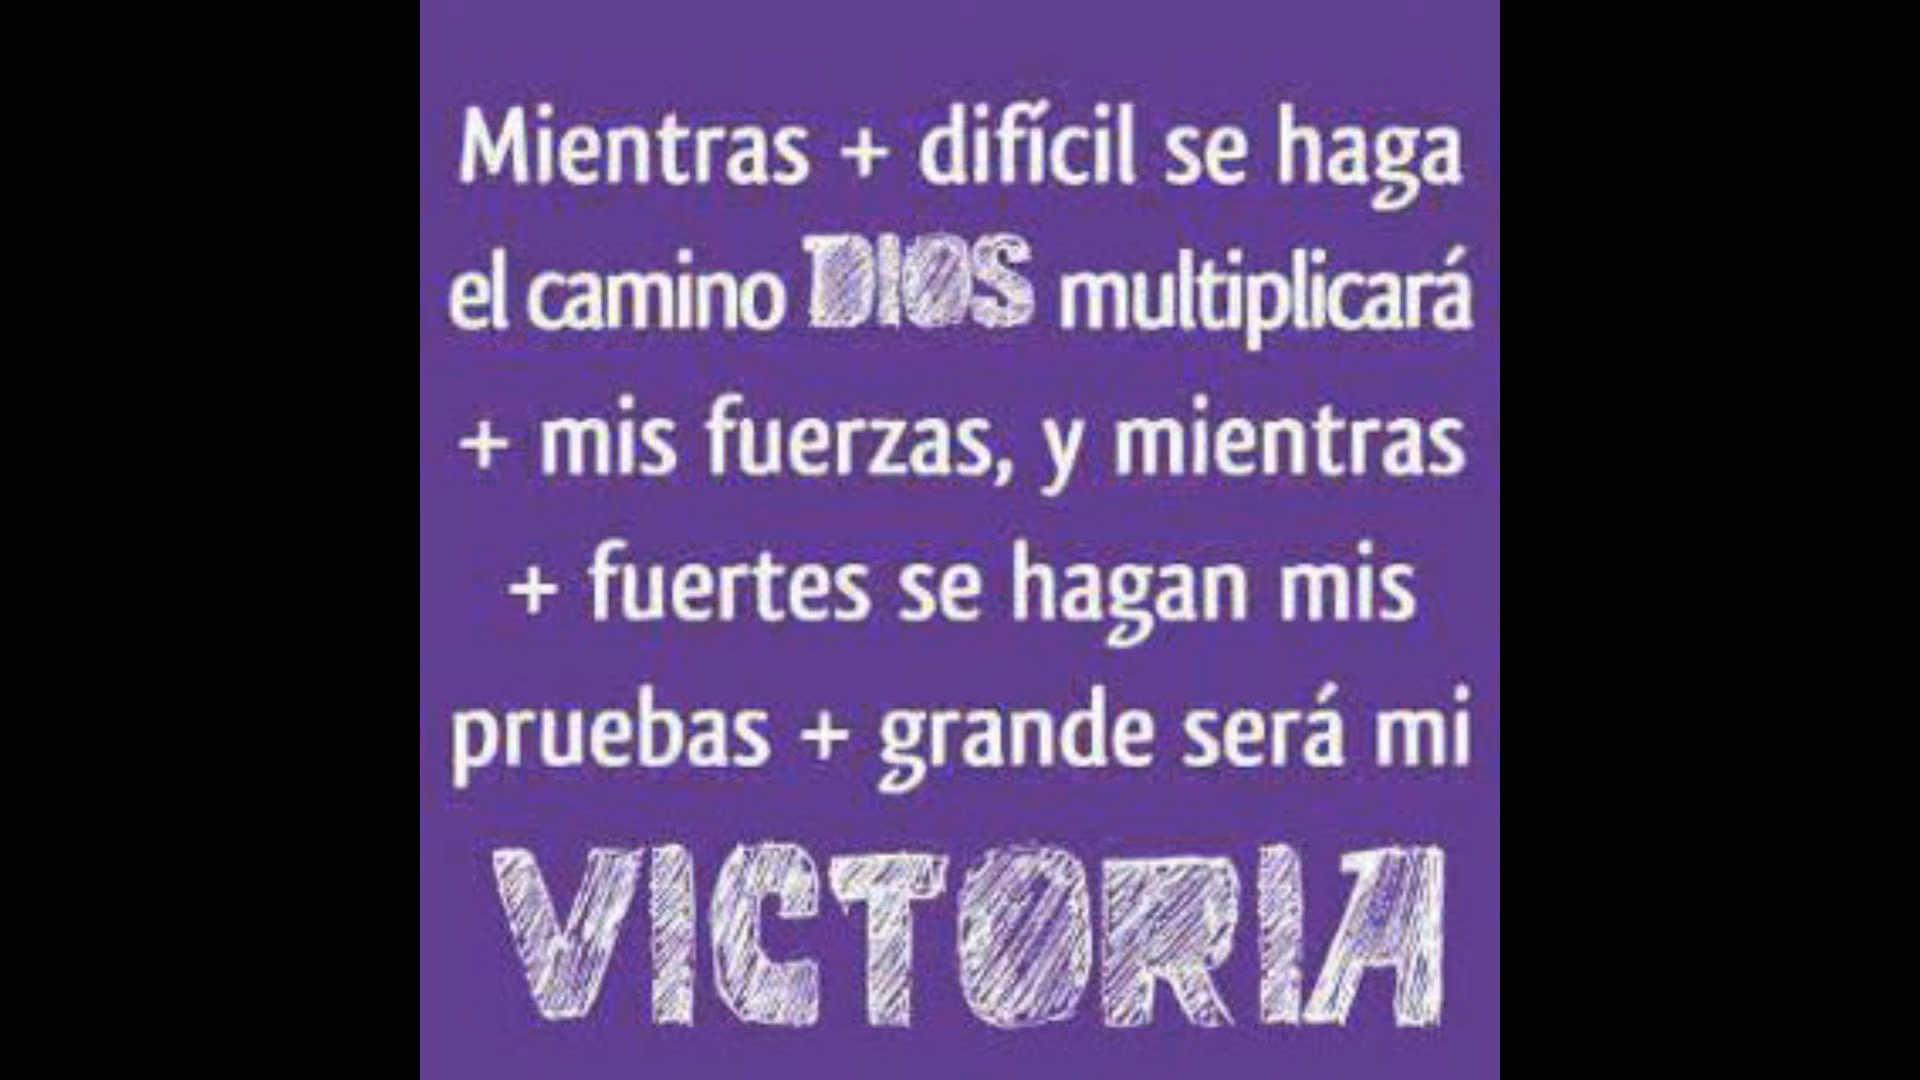 Mientras + difícil se haga
el camino DIOS multiplicará
+ mis fuerzas, y mientras
+ fuertes se hagan mis
pruebas + grande será mi
VICTORIA